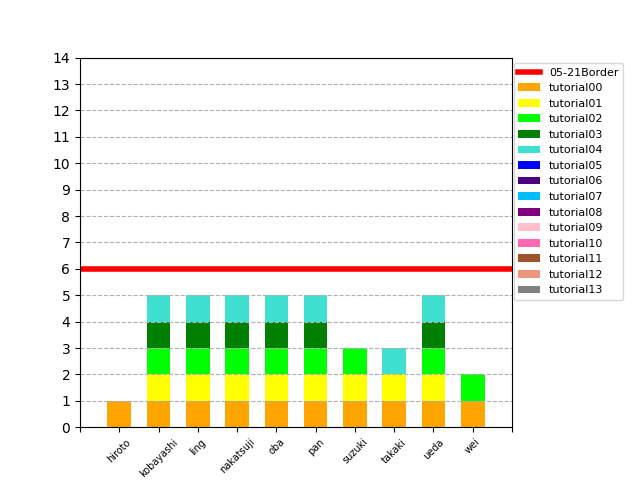 14
13
12
11
10
9
8
7
6
5
4
3
2
1
0
hiroto
kobayashi
ling
nakatsuji
oba
pan
suzuki
takaki
ueda
wei
05-21Border
tutorial00
tutorial01
tutorial02
tutorial03
tutorial04
tutorial05
tutorial06
tutorial07
tutorial08
tutorial09
tutorial10
tutorial11
tutorial12
tutorial13